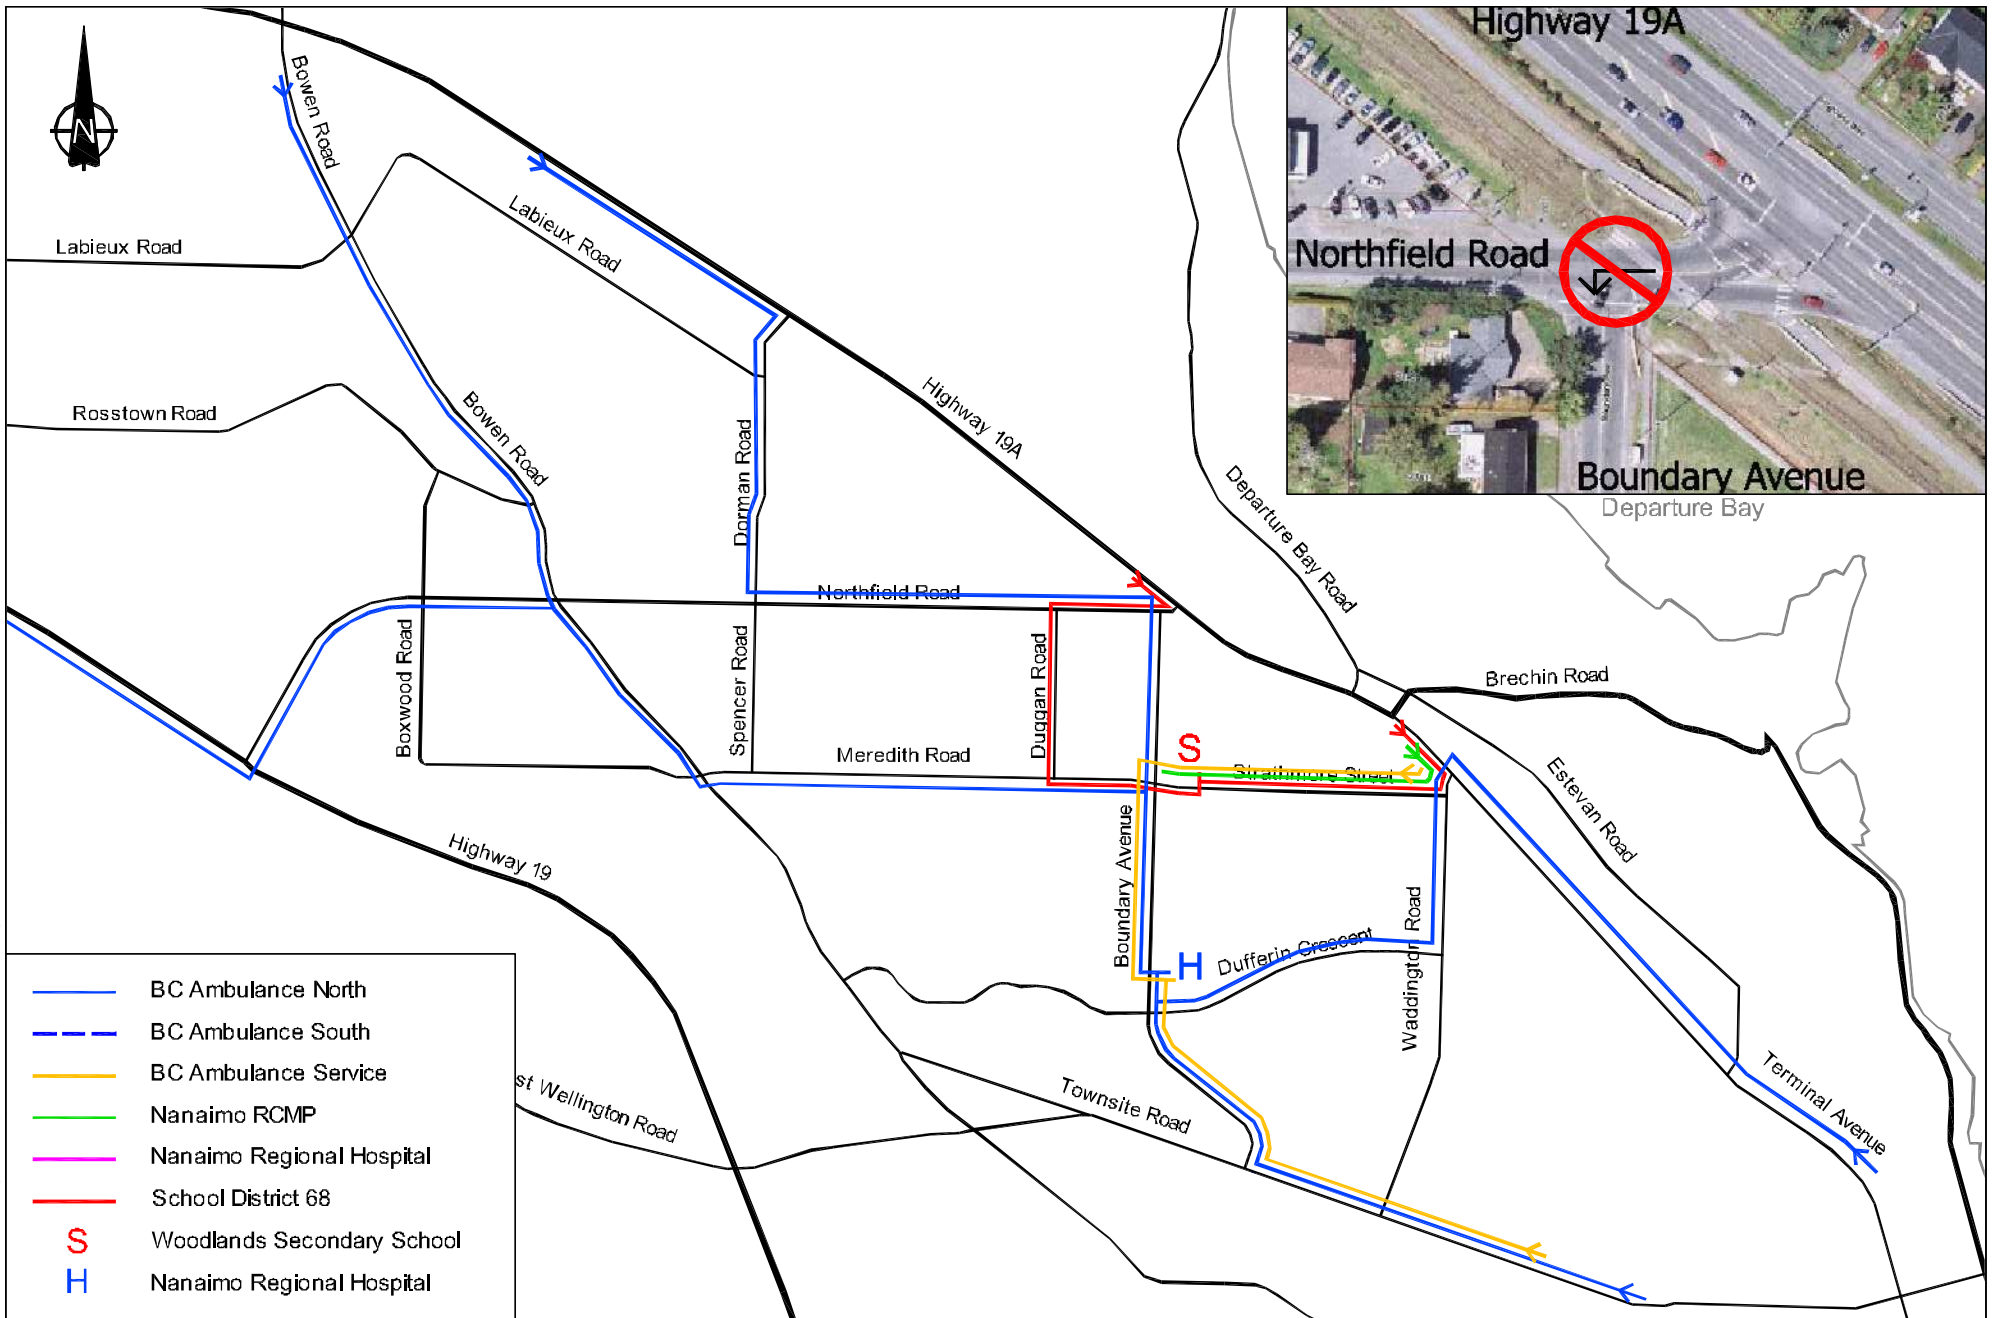 Highway 19A
Northfield Road
Boundary Avenue
Departure Bay
N
Bowen Road
Labieux Road
Labieux Road
Rosstown Road
Bowen Road
Dorman Road
Highway 19A
Departure Bay Road
Northfield Road
Boxwood Road
Spencer Road
Duggan Road
Meredith Road
S
Strathmore Street
Brechin Road
Estevan Road
Highway 19
Boundary Avenue
H
Dufferin Crescent
Waddington Road
st Wellington Road
Townsite Road
Terminal Avenue
BC Ambulance North
BC Ambulance South
BC Ambulance Service
Nanaimo RCMP
Nanaimo Regional Hospital
School District 68
S Woodlands Secondary School
H Nanaimo Regional Hospital